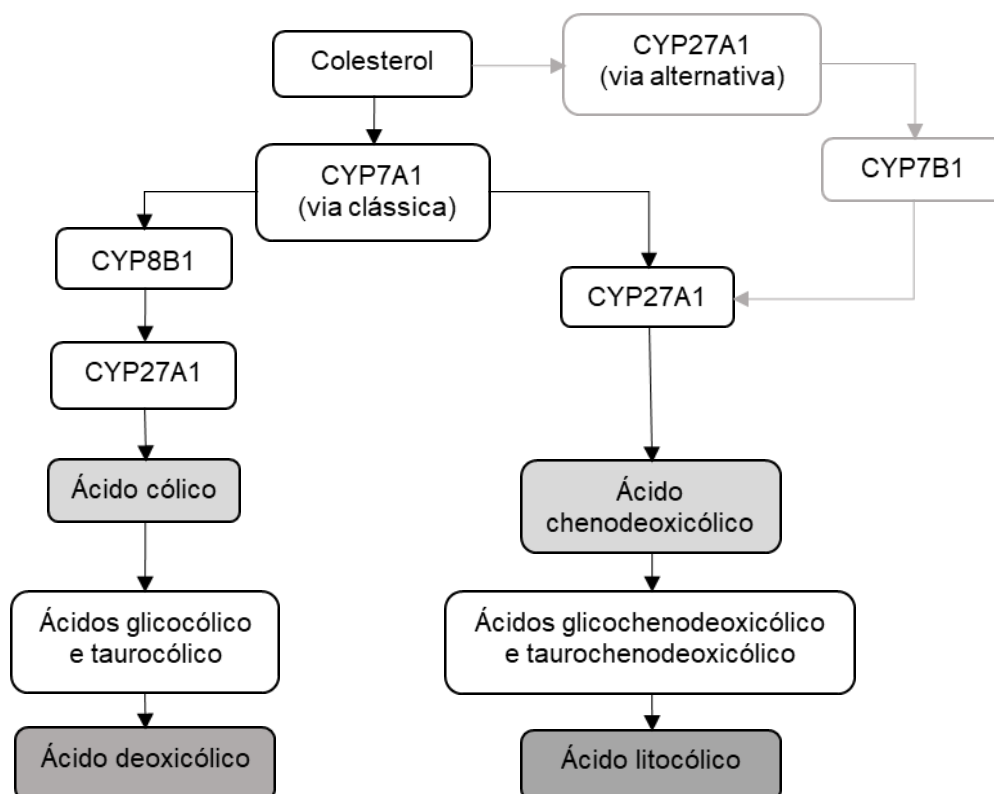 Colesterol
CYP27A1
(via alternativa)
CYP7A1
(via clássica)
CYP7B1
CYP8B1
CYP27A1
CYP27A1
Ácido cólico
Ácido
chenodeoxicólico
Ácidos glicocólico
e taurocólico
Ácidos glicochenodeoxicólico
e taurochenodeoxicólico
Ácido deoxicólico
Ácido litocólico